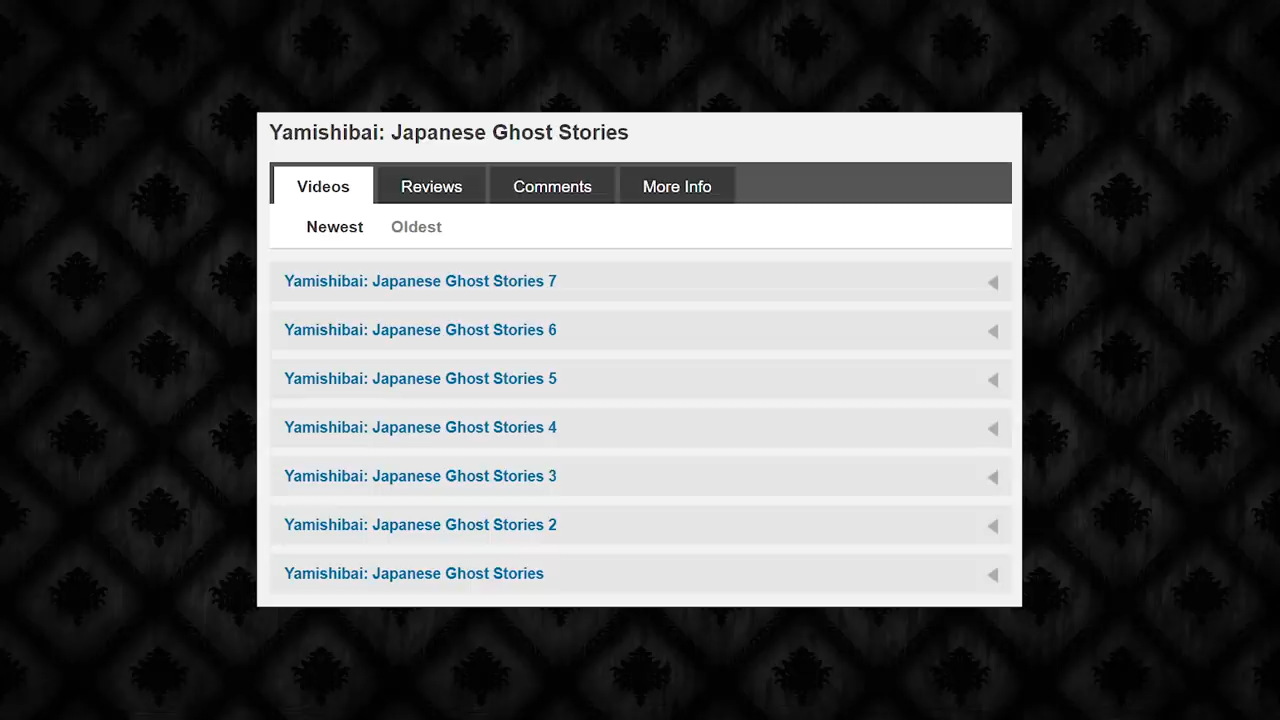 Yamishibai: Japanese Ghost Stories
Videos Reviews Comments More Info
Newest Oldest
Yamishibai: Japanese Ghost Stories 7
Yamishibai: Japanese Ghost Stories 6
Yamishibai: Japanese Ghost Stories 5
Yamishibai: Japanese Ghost Stories 4
Yamishibai: Japanese Ghost Stories 3
Yamishibai: Japanese Ghost Stories 2
Yamishibai: Japanese Ghost Stories